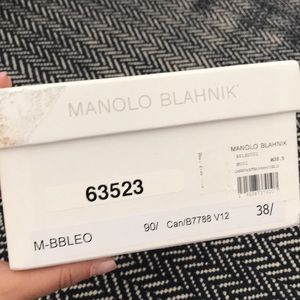 MANOLO BLAHNIK
MANOLO BLAHNIK
63523
90/ Can/B7788 V12
38/
M-BBLEO